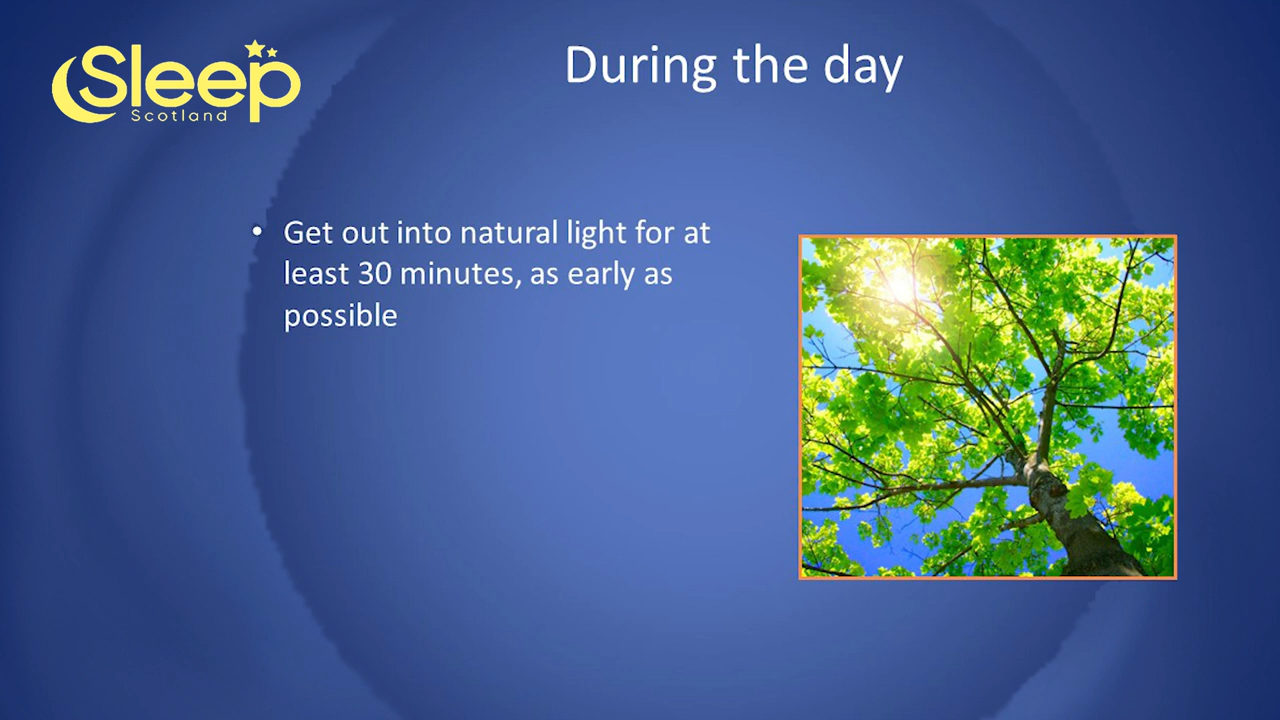 Sleep
Scotland
During the day
• Get out into natural light for at
least 30 minutes, as early as
possible